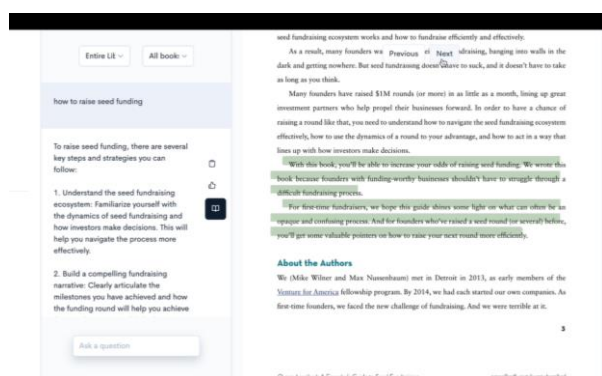 Entire Lib
All books
how to raise seed funding
To raise seed funding, there are several
key steps and strategies you can
follow:
1. Understand the seed fundraising
ecosystem: Familiarize yourself with
the dynamics of seed fundraising and
how investors make decisions. This will
help you navigate the process more
effectively.
2. Build a compelling fundraising
narrative: Clearly articulate the
milestones you have achieved and how
the funding round will help you achieve
Ask a question
seed fundraising ecosystem works and how to fundraise efficiently and effectively.
Previous
Next
As a result, many founders draising, banging into walls in the
dark and getting nowhere. But seed fundraising doesn't have to suck, and it doesn't have to take
as long as you think.
Many founders have raised $1M rounds (or more) in as little as a month, lining up great
investment partners who help propel their businesses forward. In order to have a chance of
raising a round like that, you need to understand how to navigate the seed fundraising ecosystem
effectively, how to use the dynamics of a round to your advantage, and how to act in a way that
lines up with how investors make decisions.
With this book, you'll be able to increase your odds of raising seed funding. We wrote this
book because founders with funding-worthy businesses shouldn't have to struggle through a
difficult fundraising process.
For first-time fundraisers, we hope this guide shines some light on what can often be an
opaque and confusing process. And for founders who've raised a seed round (or several) before,
you'll get some valuable pointers on how to raise your next round more efficiently.
About the Authors
We (Mike Wilner and Max Nussenbaum) met in Detroit in 2013, as early members of the
Venture for America fellowship program. By 2014, we had each started our own companies. As
first-time founders, we faced the new challenge of fundraising. And we were terrible at it.
3